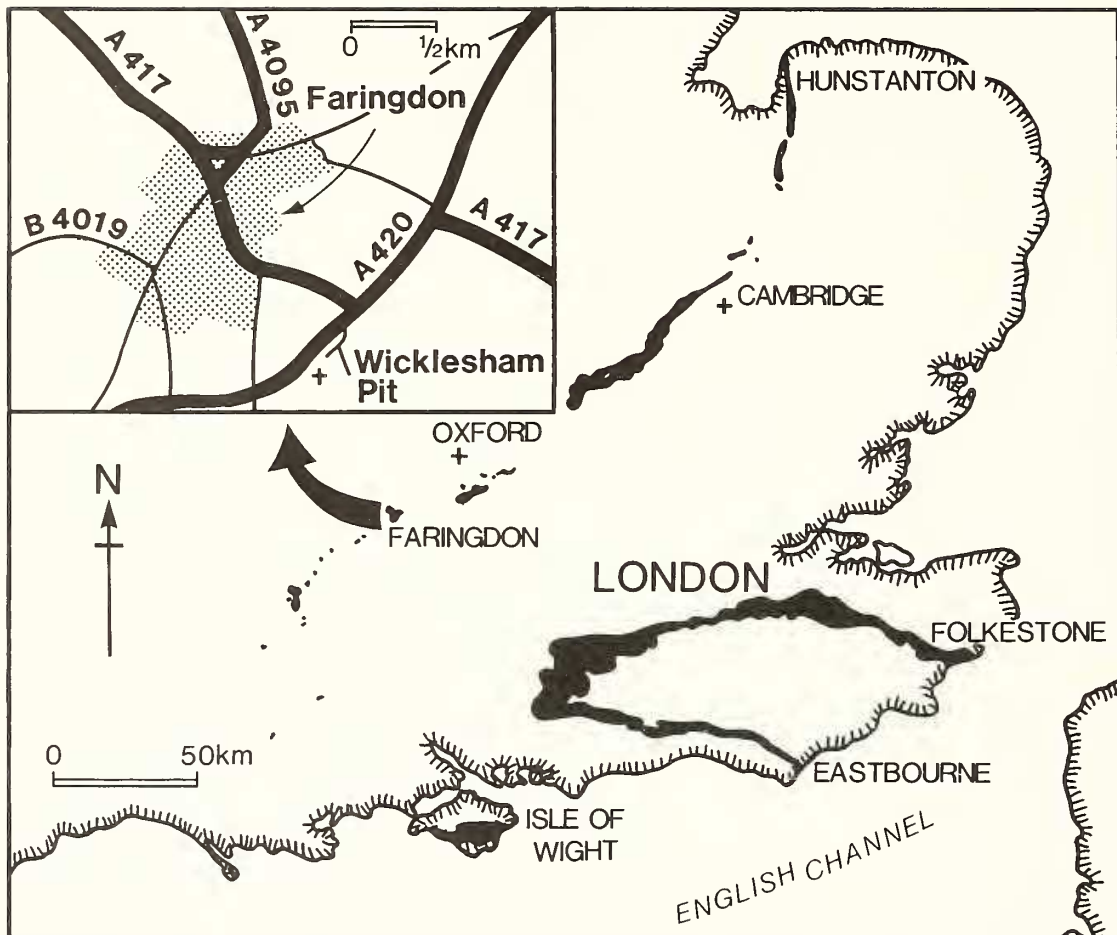 A 417
A 4095
0 ½km
Faringdon
B 4019
A 420
A 417
Wicklesham
Pit
HUNSTANTON
CAMBRIDGE
OXFORD
N
FARINGDON
LONDON
FOLKESTONE
0 50km
EASTBOURNE
ISLE OF
WIGHT
ENGLISH CHANNEL